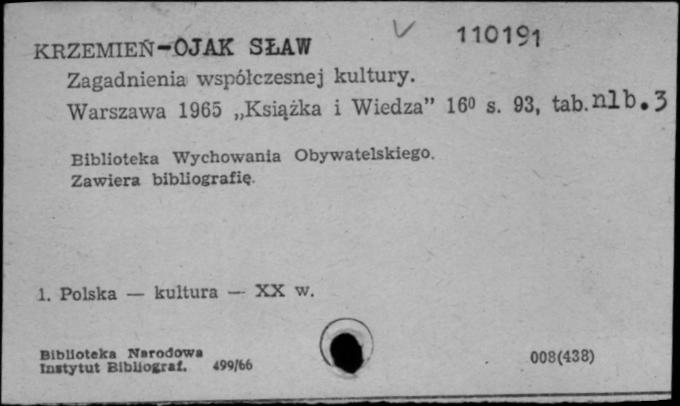 110191
KRZEMIEŃ-OJAK SŁAW
Zagadnienia współczesnej kultury.
Warszawa 1965 „Książka i Wiedza” 16⁰ s. 93, tab. nlb. 3
Biblioteka Wychowania Obywatelskiego.
Zawiera bibliografię.
1. Polska — kultura — XX w.
Biblioteka Narodowa
Instytut Bibliograf. 499/66
008(438)